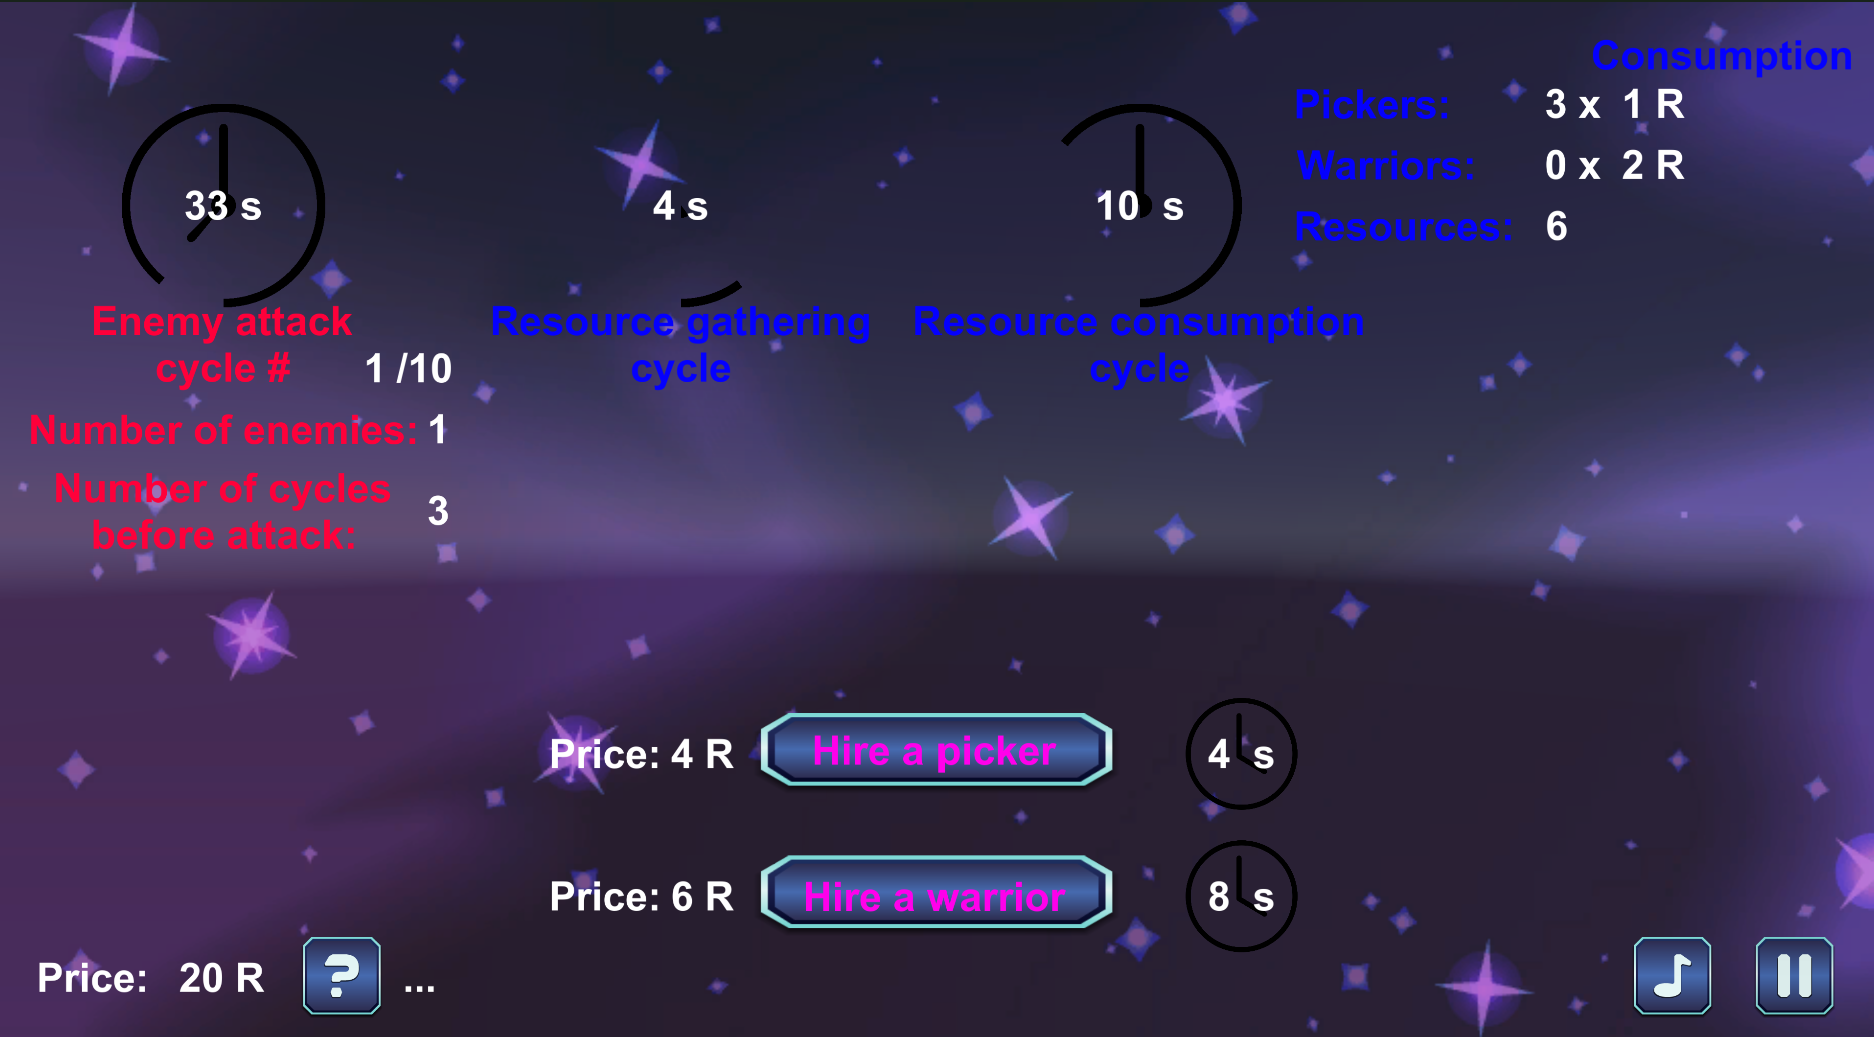 Consumption
Pickers: 3 x 1 R
Warriors: 0 x 2 R
Resources: 6
33 s
4 s
10 s
Enemy attack
cycle # 1 /10
Resource gathering
cycle
Resource consumption
cycle
Number of enemies: 1
Number of cycles
before attack: 3
Price: 4 R Hire a picker 4 s
Price: 6 R Hire a warrior 8 s
Price: 20 R ? ...